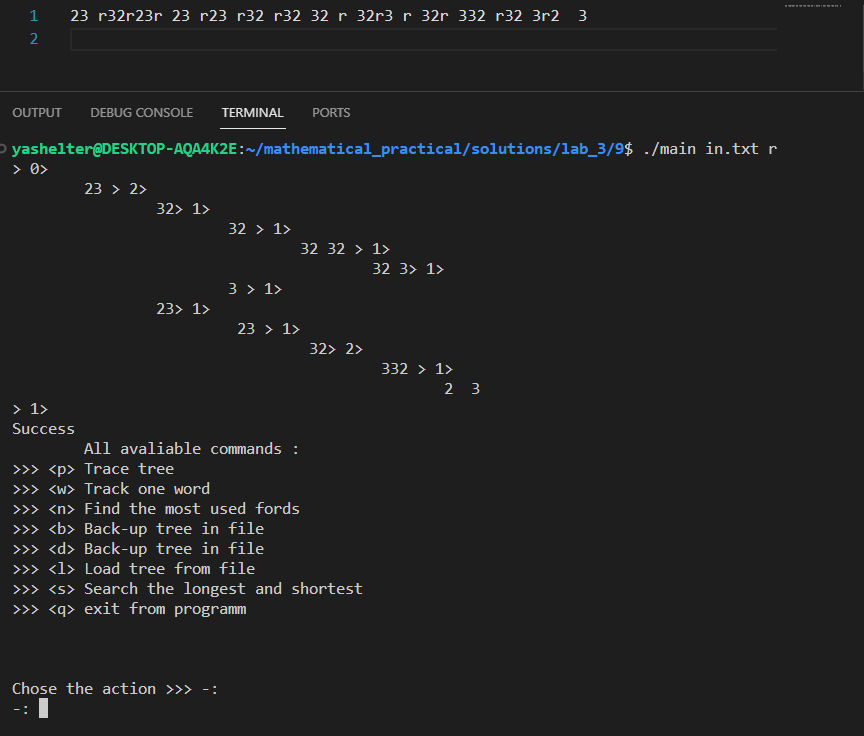 1 23 r32r23r 23 r23 r32 r32 32 r 32r3 r 32r 332 r32 3r2  3
2
OUTPUT DEBUG CONSOLE TERMINAL PORTS
yashelter@DESKTOP-AQA4K2E:~/mathematical_practical/solutions/lab_3/9$ ./main in.txt r
> 0>
        23 > 2>
                32> 1>
                        32 > 1>
                                32 32 > 1>
                                        32 3> 1>
                        3 > 1>
                23> 1>
                         23 > 1>
                                 32> 2>
                                         332 > 1>
                                                2  3
> 1>
Success
        All avaliable commands :
>>> <p> Trace tree
>>> <w> Track one word
>>> <n> Find the most used fords
>>> <b> Back-up tree in file
>>> <d> Back-up tree in file
>>> <l> Load tree from file
>>> <s> Search the longest and shortest
>>> <q> exit from programm
Chose the action >>> -:
-: